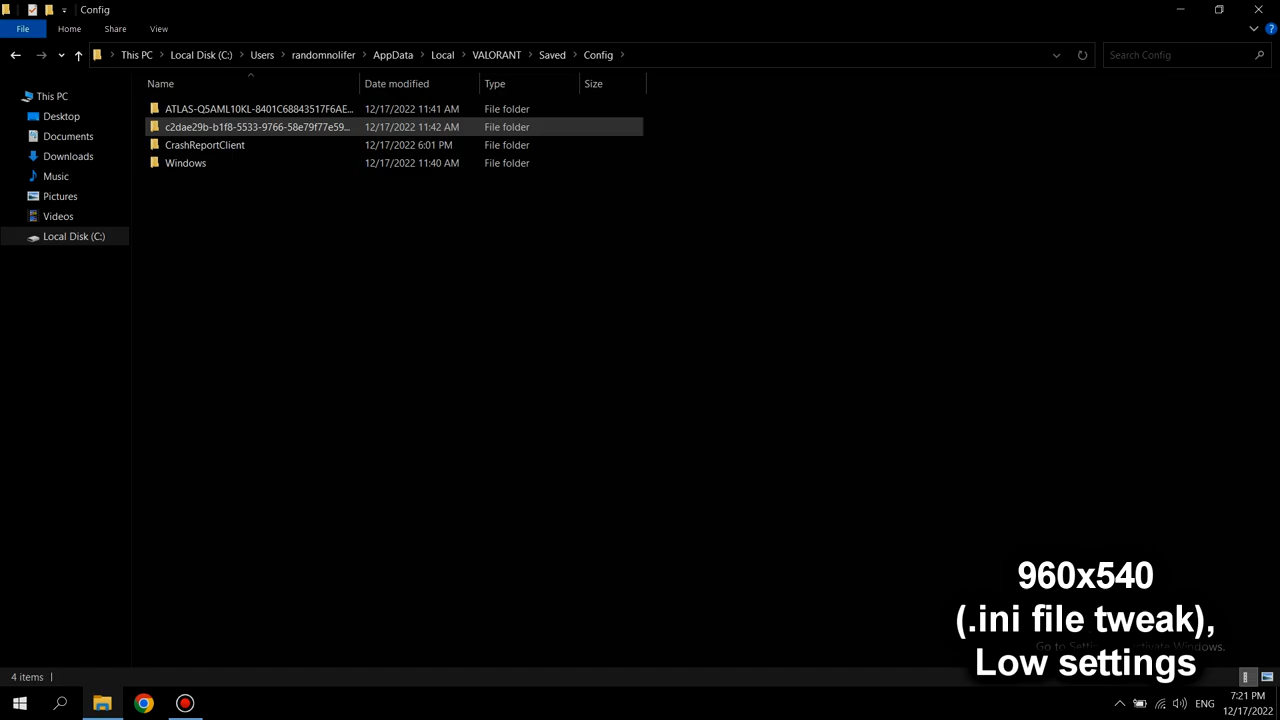 Config
File Home Share View
This PC Local Disk (C:) Users randomnolifer AppData Local VALORANT Saved Config
Search Config
Name Date modified Type Size
This PC
Desktop
Documents
Downloads
Music
Pictures
Videos
Local Disk (C:)
ATLAS-Q5AML10KL-8401C68843517F6AE... 12/17/2022 11:41 AM File folder
c2dae29b-b1f8-5533-9766-58e79f77e59... 12/17/2022 11:42 AM File folder
CrashReportClient 12/17/2022 6:01 PM File folder
Windows 12/17/2022 11:40 AM File folder
960x540
(.ini file tweak),
Low settings
4 items
ENG
7:21 PM
12/17/2022